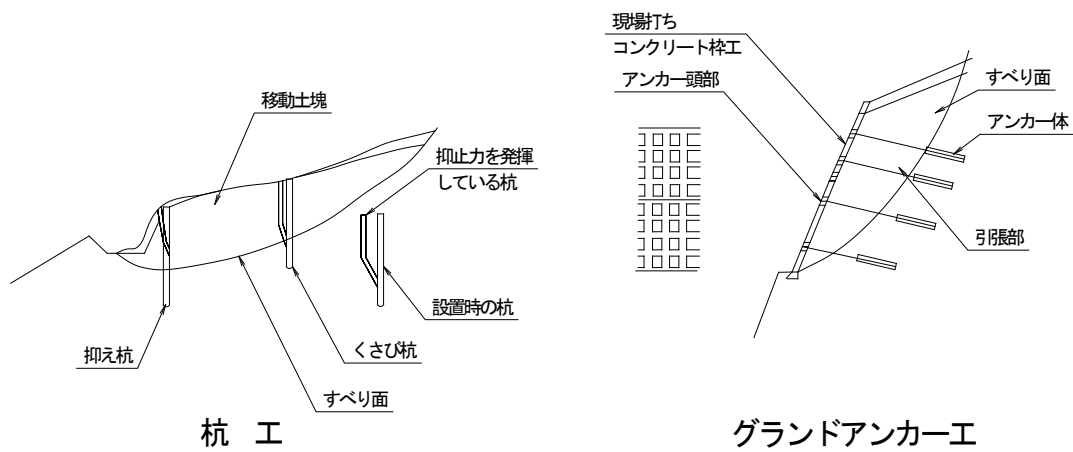 移動土塊
抑止力を発揮
している杭
設置時の杭
くさび杭
抑え杭
すべり面
杭　工
現場打ち
コンクリート枠工
アンカー頭部
すべり面
アンカー体
引張部
グランドアンカー工